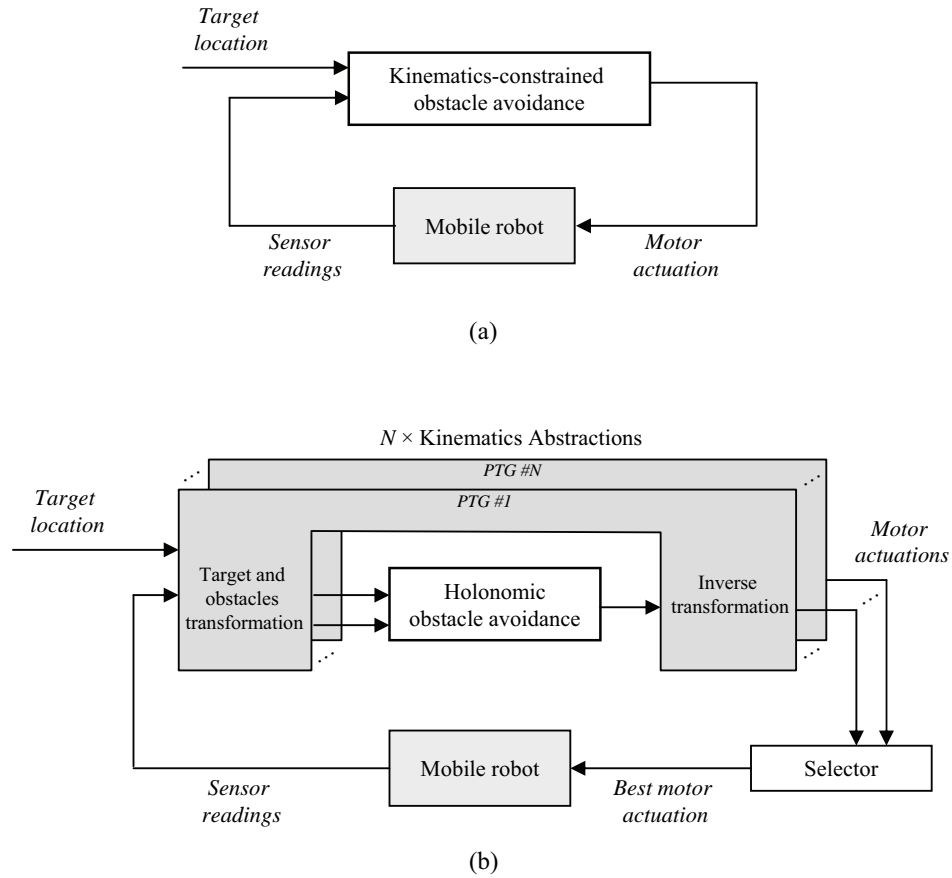 Target
location
Kinematics-constrained
obstacle avoidance
Mobile robot
Sensor
readings
Motor
actuation
(a)
N × Kinematics Abstractions
PTG #N
PTG #1
Target
location
Motor
actuations
Target and
obstacles
transformation
Holonomic
obstacle avoidance
Inverse
transformation
Mobile robot
Selector
Sensor
readings
Best motor
actuation
(b)